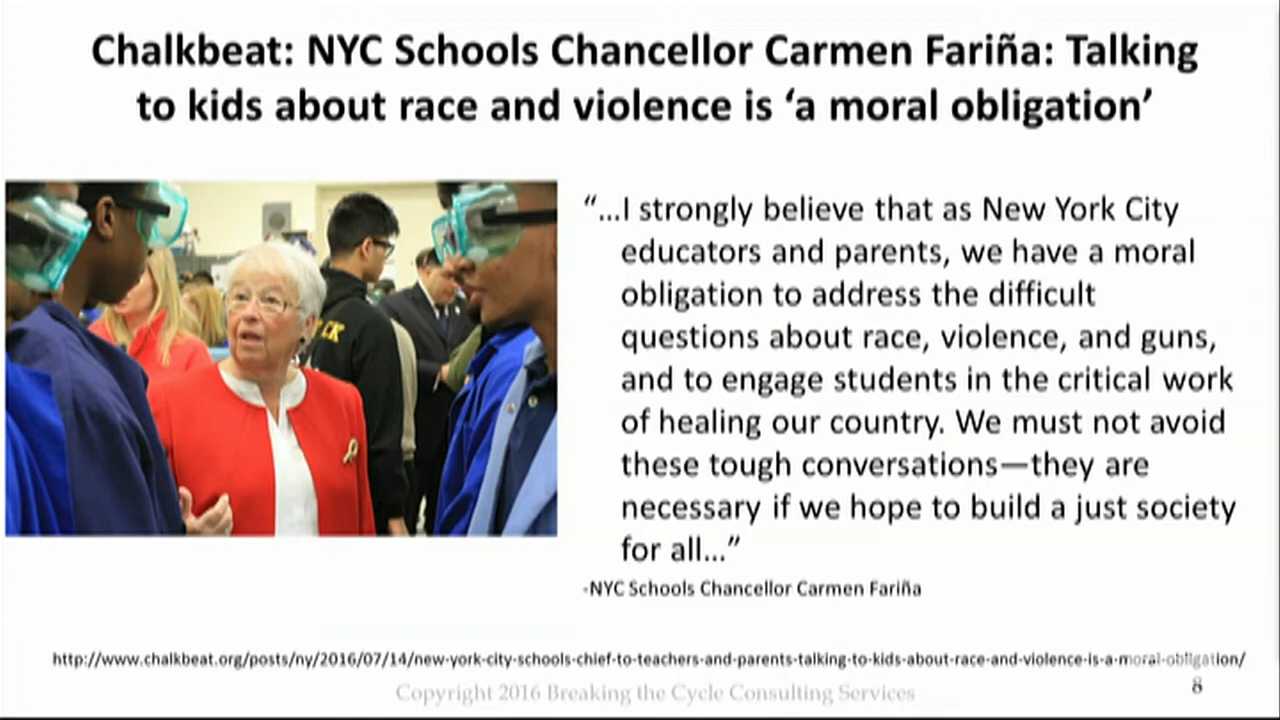 Chalkbeat: NYC Schools Chancellor Carmen Fariña: Talking
to kids about race and violence is ‘a moral obligation’
“…I strongly believe that as New York City
educators and parents, we have a moral
obligation to address the difficult
questions about race, violence, and guns,
and to engage students in the critical work
of healing our country. We must not avoid
these tough conversations—they are
necessary if we hope to build a just society
for all…”
-NYC Schools Chancellor Carmen Fariña
http://www.chalkbeat.org/posts/ny/2016/07/14/new-york-city-schools-chief-to-teachers-and-parents-talking-to-kids-about-race-and-violence-is-a-moral-obligation/
Copyright 2016 Breaking the Cycle Consulting Services
8